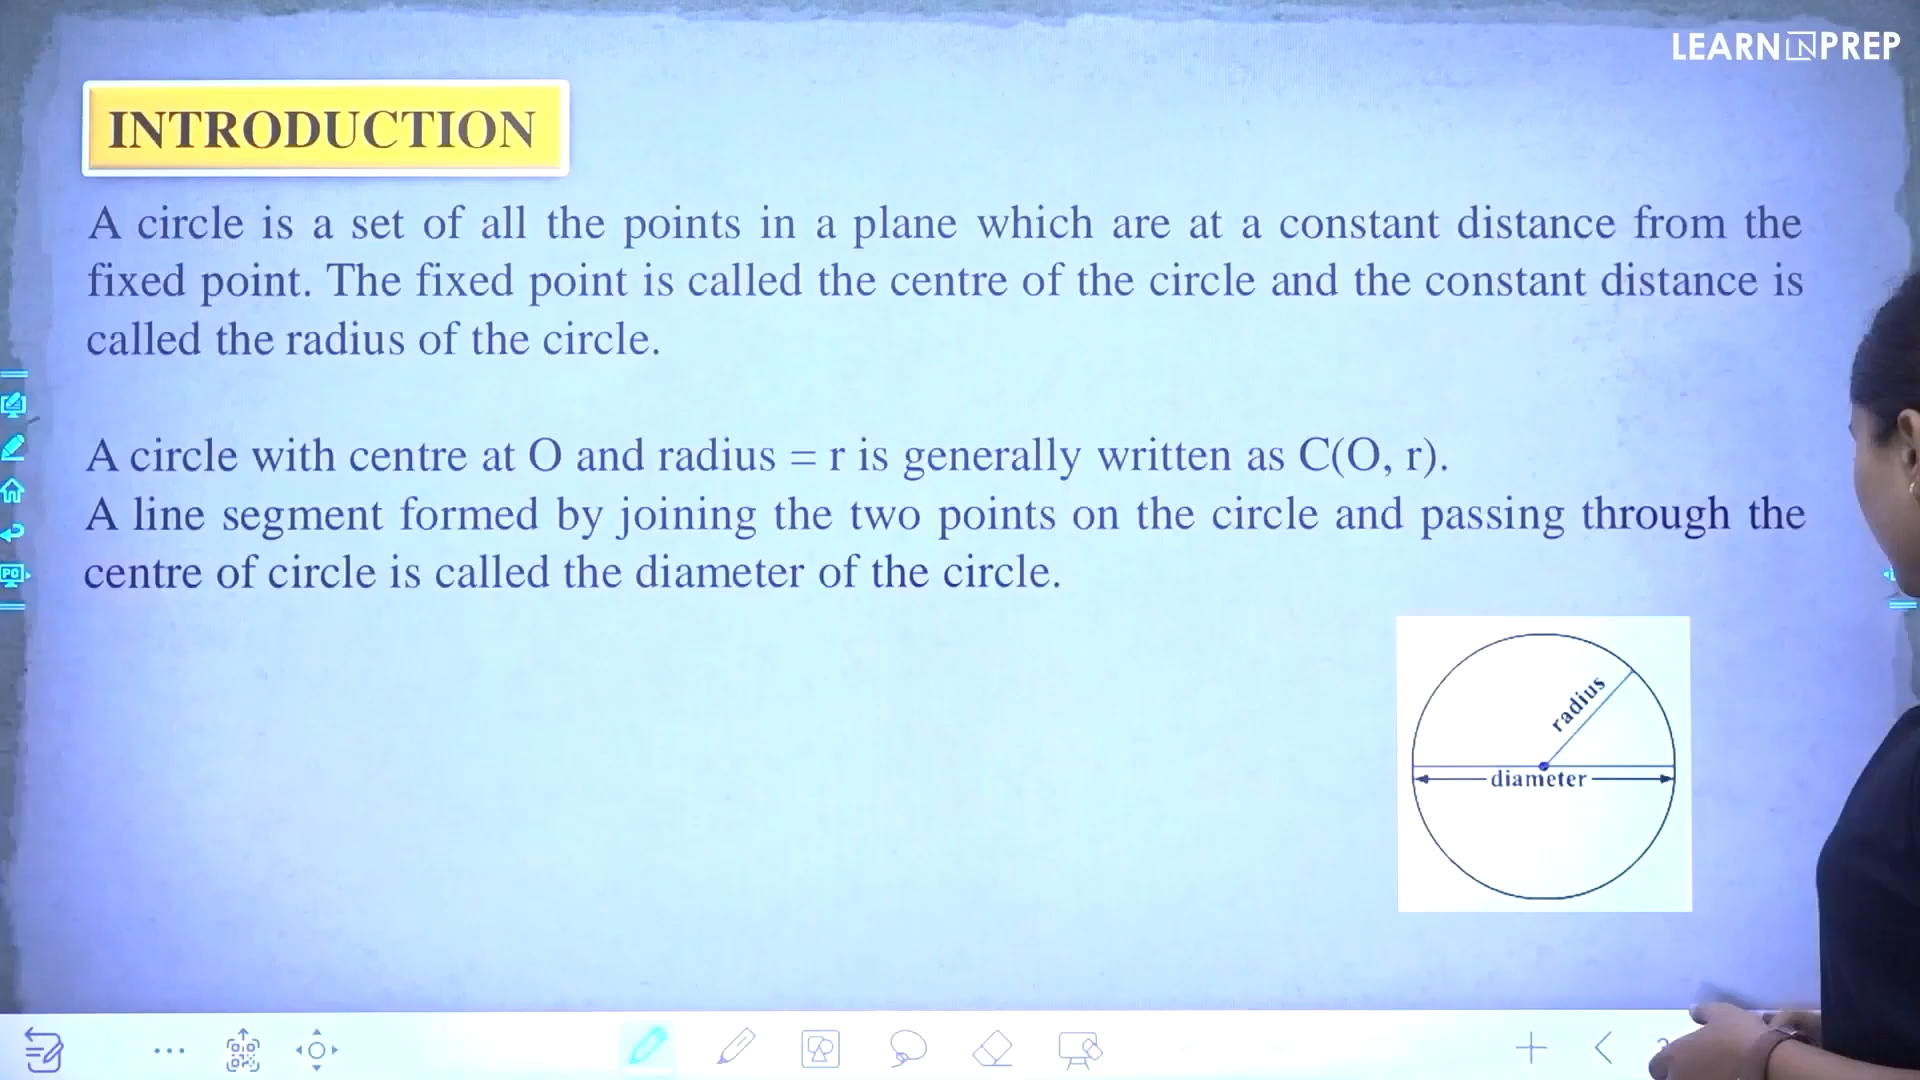 LEARN IN PREP
INTRODUCTION
A circle is a set of all the points in a plane which are at a constant distance from the
fixed point. The fixed point is called the centre of the circle and the constant distance is
called the radius of the circle.
A circle with centre at O and radius = r is generally written as C(O, r).
A line segment formed by joining the two points on the circle and passing through the
centre of circle is called the diameter of the circle.
radius
diameter